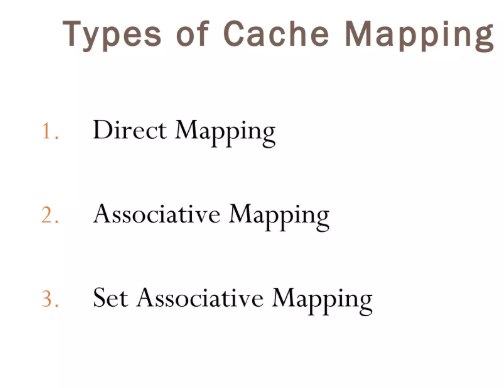 Types of Cache Mapping
1. Direct Mapping
2. Associative Mapping
3. Set Associative Mapping